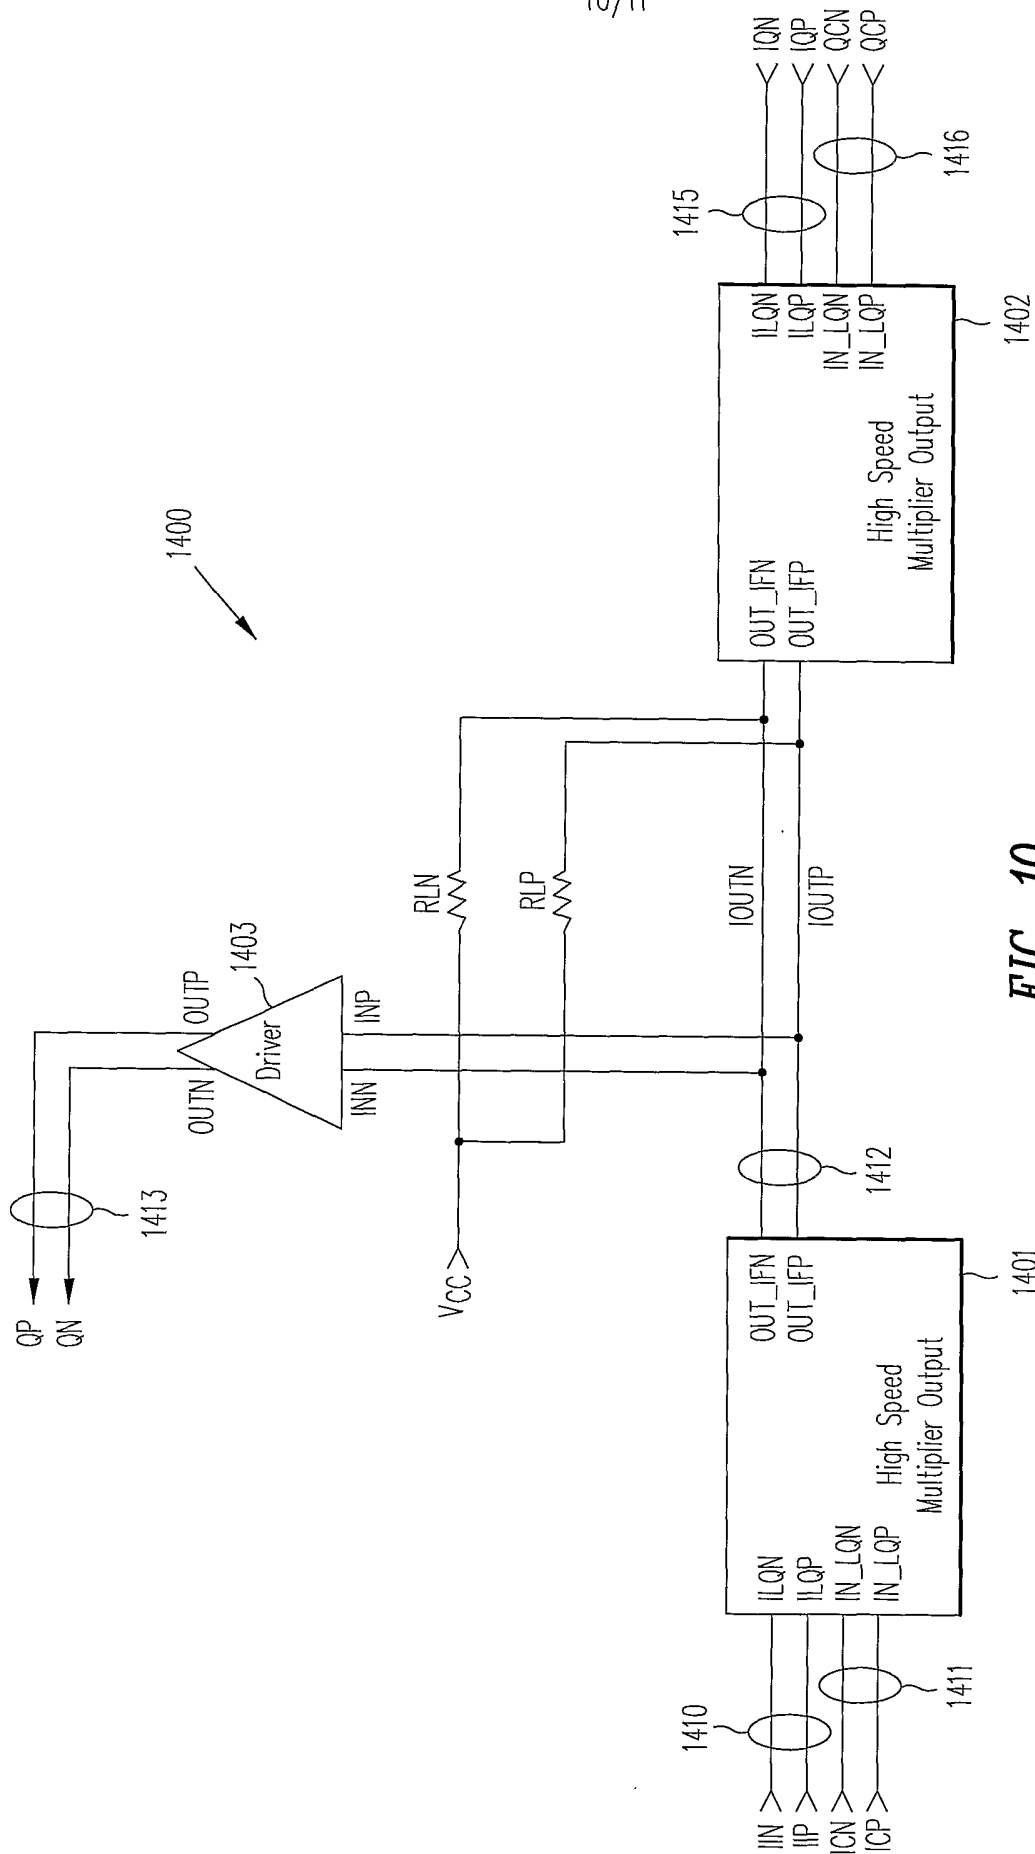 1400
QP
QN
1413
OUTN
OUTP
Driver
1403
INN
INP
VCC
RLN
RLP
1410
1415
IIN
IIP
ICN
ICP
ILQN
ILQP
IN_LQN
IN_LQP
OUT_IFN
OUT_IFP
IOUTN
IOUTP
OUT_IFN
OUT_IFP
ILQN
ILQP
IN_LQN
IN_LQP
IQN
IQP
QCN
QCP
1412
High Speed
Multiplier Output
High Speed
Multiplier Output
1411
1416
1401
1402
FIG. 10